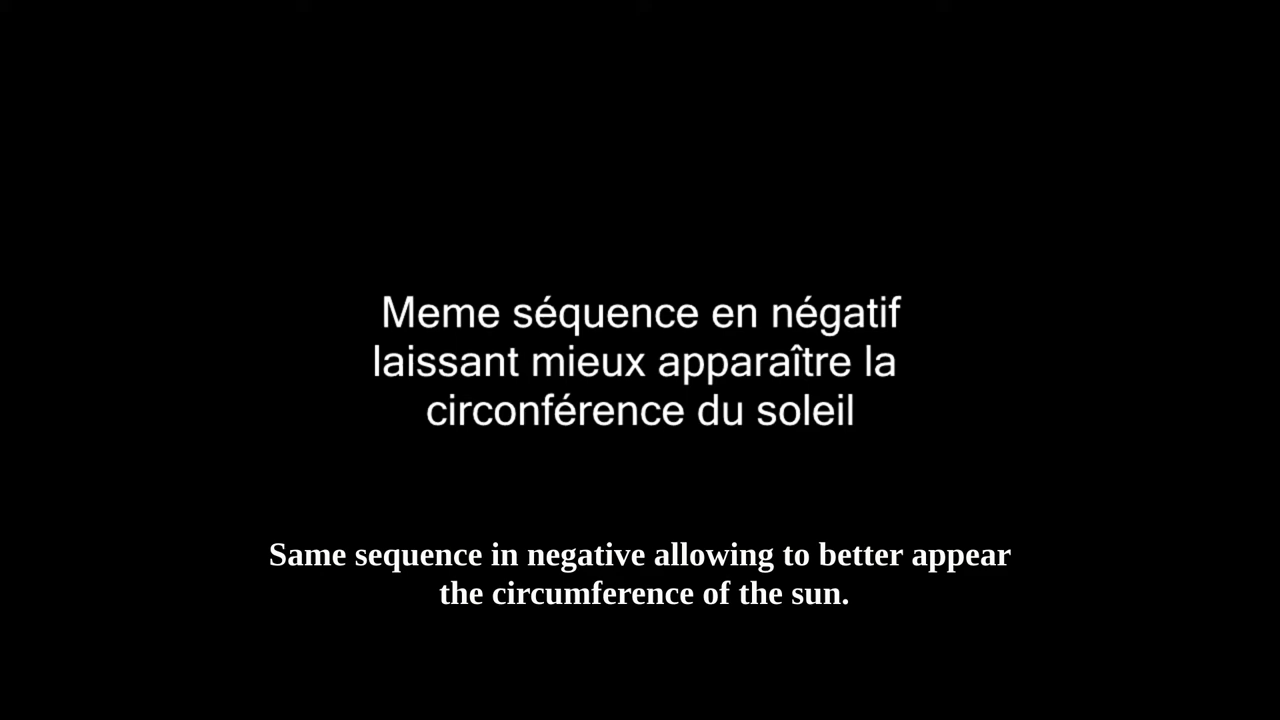 Meme séquence en négatif
laissant mieux apparaître la
circonférence du soleil
Same sequence in negative allowing to better appear
the circumference of the sun.